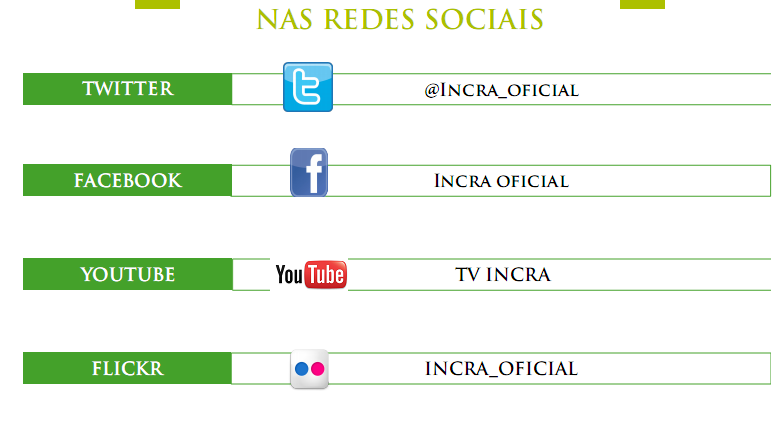 NAS REDES SOCIAIS
TWITTER t @Incra_oficial
FACEBOOK f Incra oficial
YOUTUBE YouTube TV INCRA
FLICKR INCRA_OFICIAL